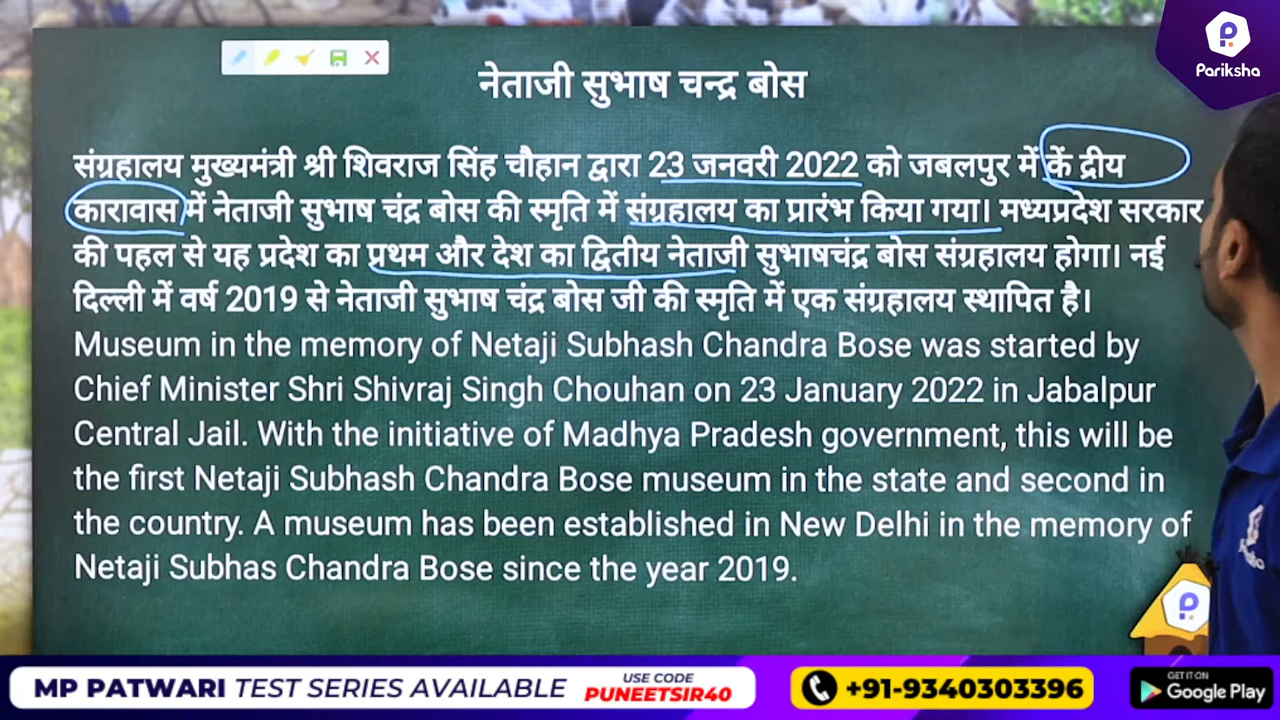 Pariksha
नेताजी सुभाष चन्द्र बोस
संग्रहालय मुख्यमंत्री श्री शिवराज सिंह चौहान द्वारा 23 जनवरी 2022 को जबलपुर में कें द्रीय
कारावास में नेताजी सुभाष चंद्र बोस की स्मृति में संग्रहालय का प्रारंभ किया गया। मध्यप्रदेश सरकार
की पहल से यह प्रदेश का प्रथम और देश का द्वितीय नेताजी सुभाषचंद्र बोस संग्रहालय होगा। नई
दिल्ली में वर्ष 2019 से नेताजी सुभाष चंद्र बोस जी की स्मृति में एक संग्रहालय स्थापित है।
Museum in the memory of Netaji Subhash Chandra Bose was started by
Chief Minister Shri Shivraj Singh Chouhan on 23 January 2022 in Jabalpur
Central Jail. With the initiative of Madhya Pradesh government, this will be
the first Netaji Subhash Chandra Bose museum in the state and second in
the country. A museum has been established in New Delhi in the memory of
Netaji Subhas Chandra Bose since the year 2019.
MP PATWARI TEST SERIES AVAILABLE
USE CODE
PUNEETSIR40
+91-9340303396
GET IT ON
Google Play